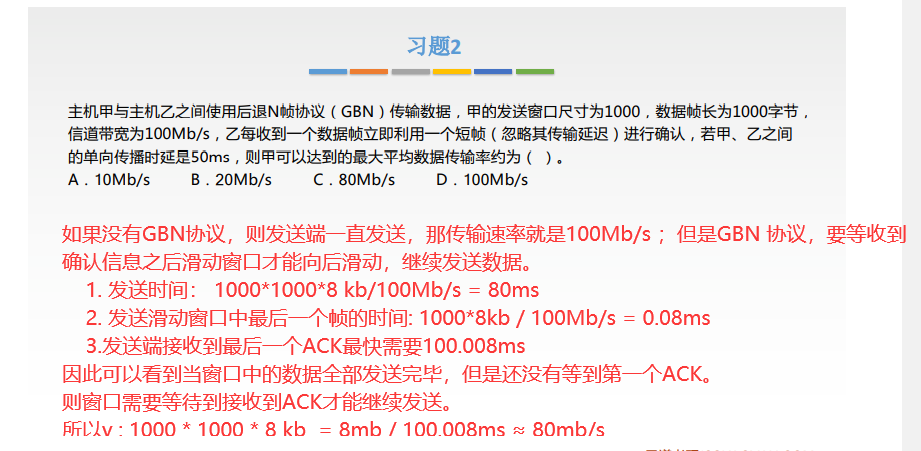 习题2
主机甲与主机乙之间使用后退N帧协议（GBN）传输数据，甲的发送窗口尺寸为1000，数据帧长为1000字节，
信道带宽为100Mb/s，乙每收到一个数据帧立即利用一个短帧（忽略其传输延迟）进行确认，若甲、乙之间
的单向传播时延是50ms，则甲可以达到的最大平均数据传输率约为（ ）。
A．10Mb/s B．20Mb/s C．80Mb/s D．100Mb/s
如果没有GBN协议，则发送端一直发送，那传输速率就是100Mb/s；但是GBN 协议，要等收到
确认信息之后滑动窗口才能向后滑动，继续发送数据。
1. 发送时间： 1000*1000*8 kb/100Mb/s = 80ms
2. 发送滑动窗口中最后一个帧的时间: 1000*8kb / 100Mb/s = 0.08ms
3.发送端接收到最后一个ACK最快需要100.008ms
因此可以看到当窗口中的数据全部发送完毕，但是还没有等到第一个ACK。
则窗口需要等待到接收到ACK才能继续发送。
所以v : 1000 * 1000 * 8 kb = 8mb / 100.008ms ≈ 80mb/s